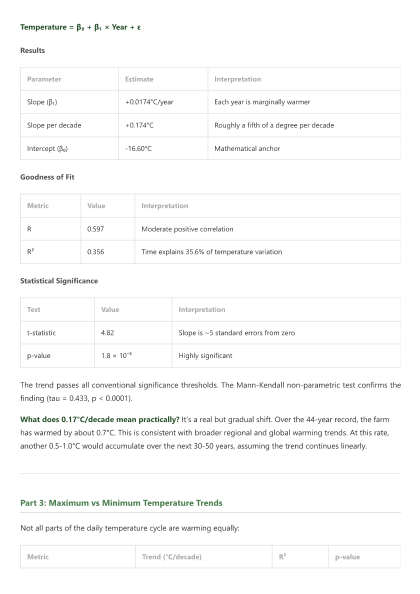 Temperature = β₀ + β₁ × Year + ε
Results
Parameter Estimate Interpretation
Slope (β₁) +0.0174°C/year Each year is marginally warmer
Slope per decade +0.174°C Roughly a fifth of a degree per decade
Intercept (β₀) -16.60°C Mathematical anchor
Goodness of Fit
Metric Value Interpretation
R 0.597 Moderate positive correlation
R² 0.356 Time explains 35.6% of temperature variation
Statistical Significance
Test Value Interpretation
t-statistic 4.82 Slope is ~5 standard errors from zero
p-value 1.8 × 10⁻⁵ Highly significant
The trend passes all conventional significance thresholds. The Mann-Kendall non-parametric test confirms the
finding (tau = 0.433, p < 0.0001).
What does 0.17°C/decade mean practically? It's a real but gradual shift. Over the 44-year record, the farm
has warmed by about 0.7°C. This is consistent with broader regional and global warming trends. At this rate,
another 0.5-1.0°C would accumulate over the next 30-50 years, assuming the trend continues linearly.
Part 3: Maximum vs Minimum Temperature Trends
Not all parts of the daily temperature cycle are warming equally:
Metric Trend (°C/decade) R² p-value